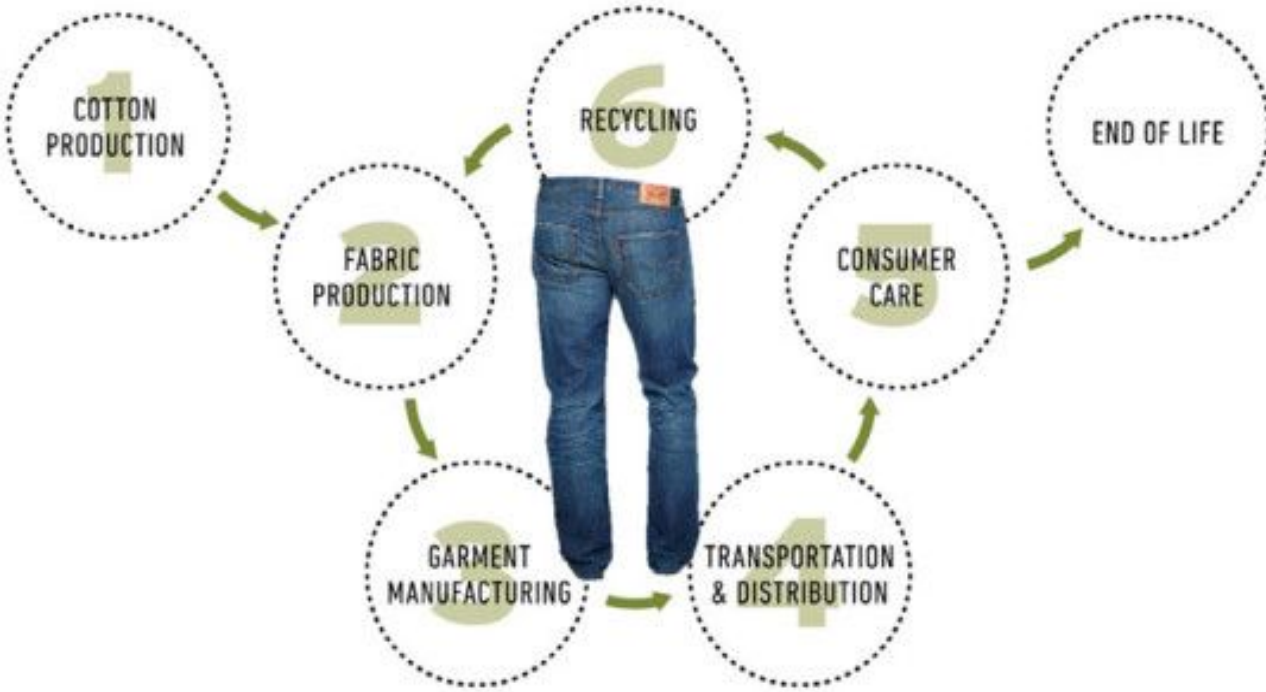 1
COTTON
PRODUCTION
2
FABRIC
PRODUCTION
3
GARMENT
MANUFACTURING
4
TRANSPORTATION
& DISTRIBUTION
5
CONSUMER
CARE
6
RECYCLING
END OF LIFE